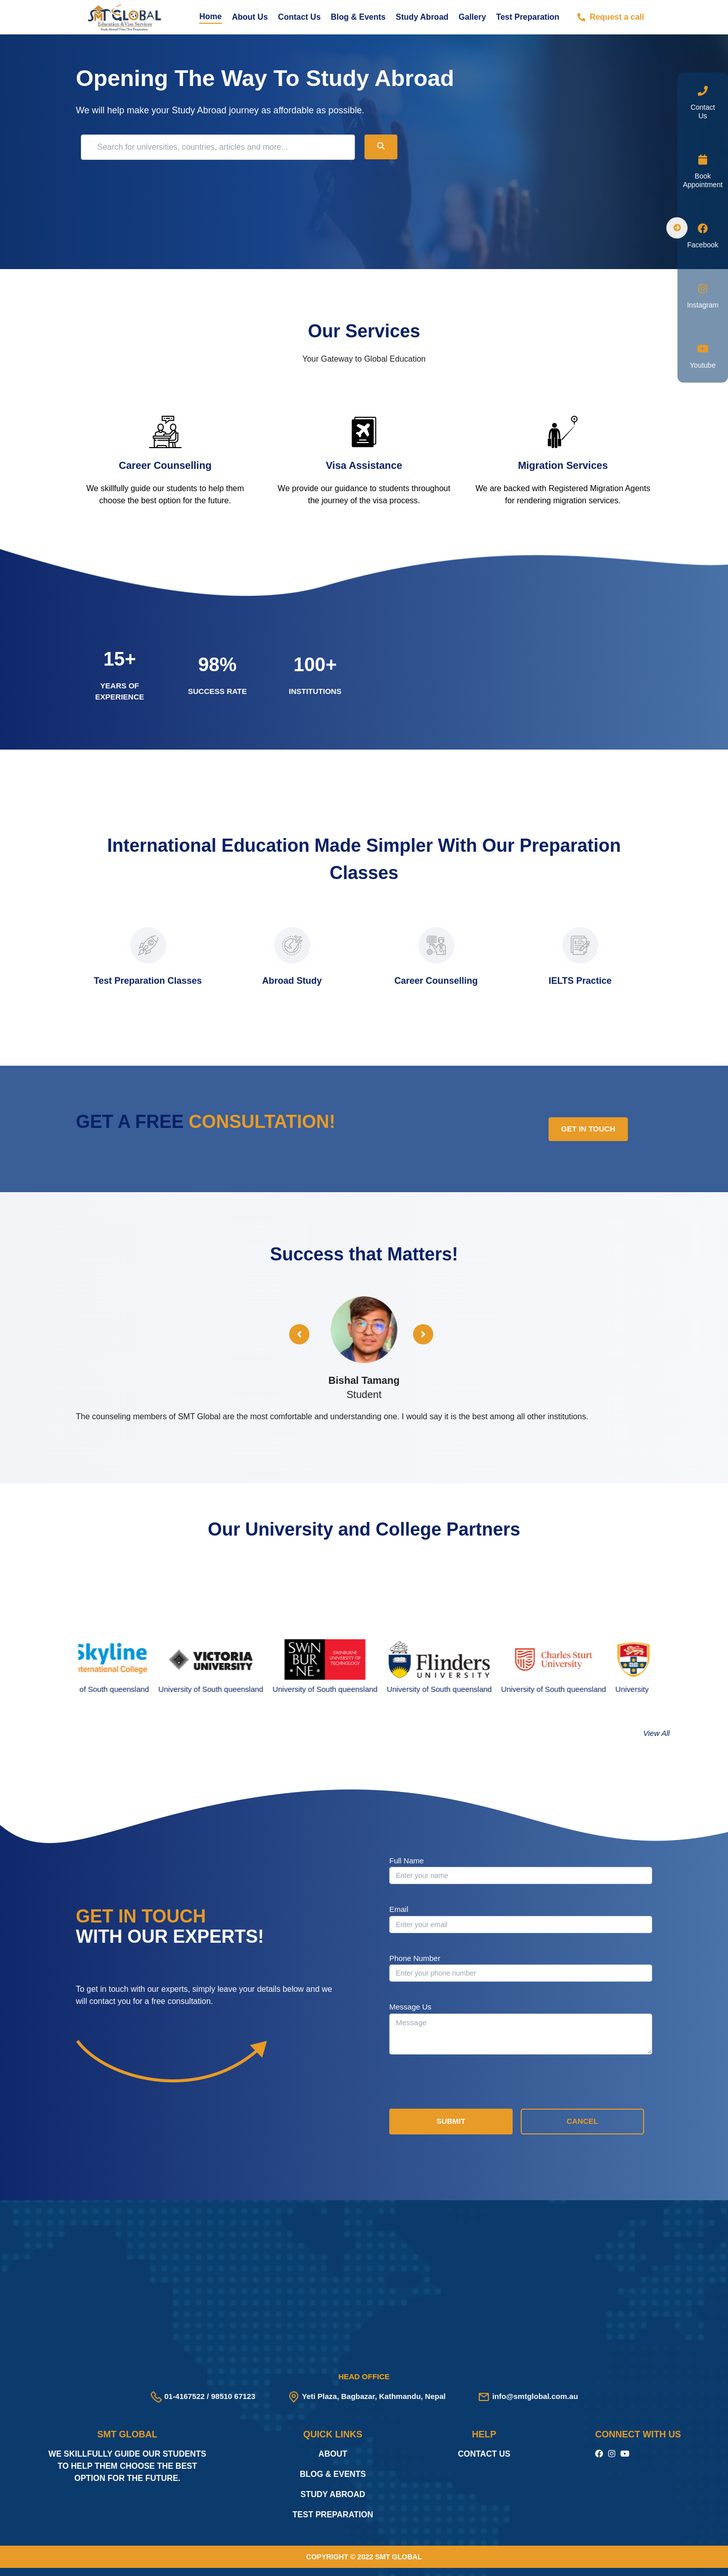 SMT GLOBAL
Education & Visa Services
Home About Us Contact Us Blog & Events Study Abroad Gallery Test Preparation Request a call
Opening The Way To Study Abroad
We will help make your Study Abroad journey as affordable as possible.
Search for universities, countries, articles and more...
Contact
Us
Book
Appointment
Facebook
Instagram
Youtube
Our Services
Your Gateway to Global Education
Career Counselling
We skillfully guide our students to help them
choose the best option for the future.
Visa Assistance
We provide our guidance to students throughout
the journey of the visa process.
Migration Services
We are backed with Registered Migration Agents
for rendering migration services.
15+
YEARS OF
EXPERIENCE
98%
SUCCESS RATE
100+
INSTITUTIONS
International Education Made Simpler With Our Preparation
Classes
Test Preparation Classes
Abroad Study
Career Counselling
IELTS Practice
GET A FREE CONSULTATION!
GET IN TOUCH
Success that Matters!
Bishal Tamang
Student
The counseling members of SMT Global are the most comfortable and understanding one. I would say it is the best among all other institutions.
Our University and College Partners
Skyline
International College
of South queensland
VICTORIA
UNIVERSITY
University of South queensland
SWIN
BUR
NE
SWINBURNE
UNIVERSITY OF
TECHNOLOGY
University of South queensland
Flinders
UNIVERSITY
University of South queensland
Charles Sturt
University
University of South queensland
University
View All
GET IN TOUCH
WITH OUR EXPERTS!
To get in touch with our experts, simply leave your details below and we
will contact you for a free consultation.
Full Name
Enter your name
Email
Enter your email
Phone Number
Enter your phone number
Message Us
Message
SUBMIT
CANCEL
HEAD OFFICE
01-4167522 / 98510 67123
Yeti Plaza, Bagbazar, Kathmandu, Nepal
info@smtglobal.com.au
SMT GLOBAL
WE SKILLFULLY GUIDE OUR STUDENTS
TO HELP THEM CHOOSE THE BEST
OPTION FOR THE FUTURE.
QUICK LINKS
ABOUT
BLOG & EVENTS
STUDY ABROAD
TEST PREPARATION
HELP
CONTACT US
CONNECT WITH US
COPYRIGHT © 2022 SMT GLOBAL